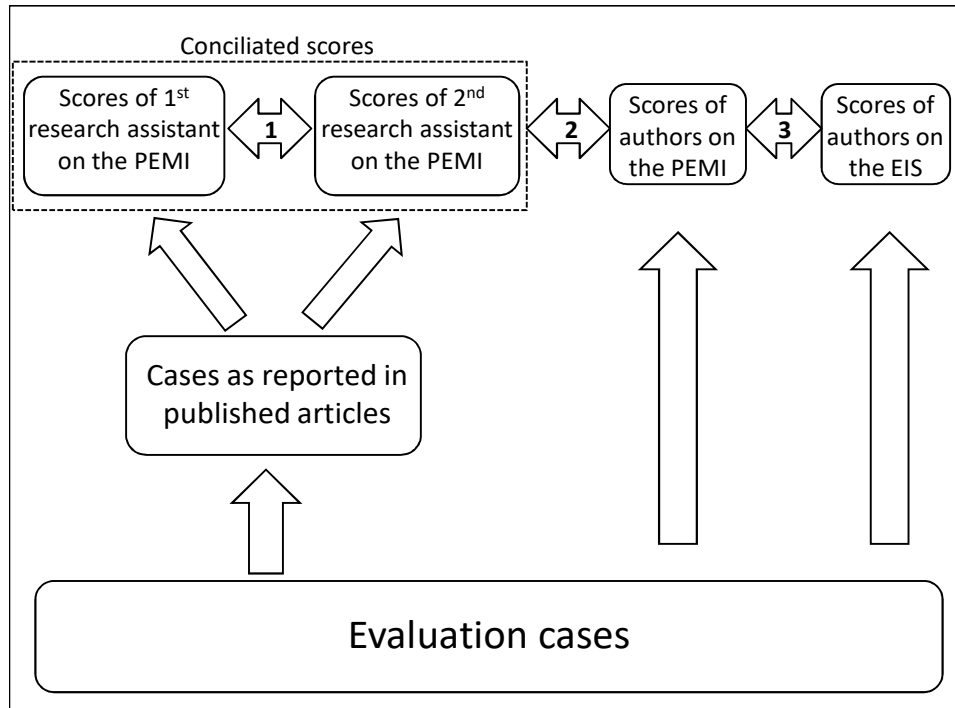 Conciliated scores
Scores of 1st
research assistant
on the PEMI
1
Scores of 2nd
research assistant
on the PEMI
2
Scores of
authors on
the PEMI
3
Scores of
authors on
the EIS
Cases as reported in
published articles
Evaluation cases